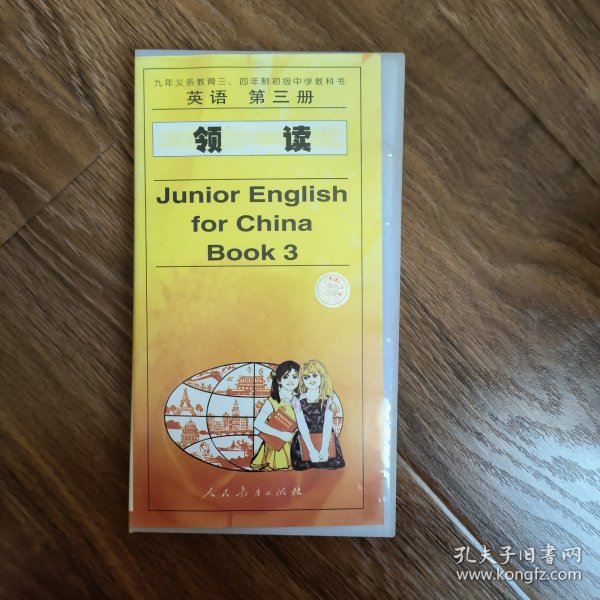 九年义务教育三、四年制初级中学教科书
英语 第三册
领 读
Junior English
for China
Book 3
人民教育出版社
孔夫子旧书网
www.kongfz.com